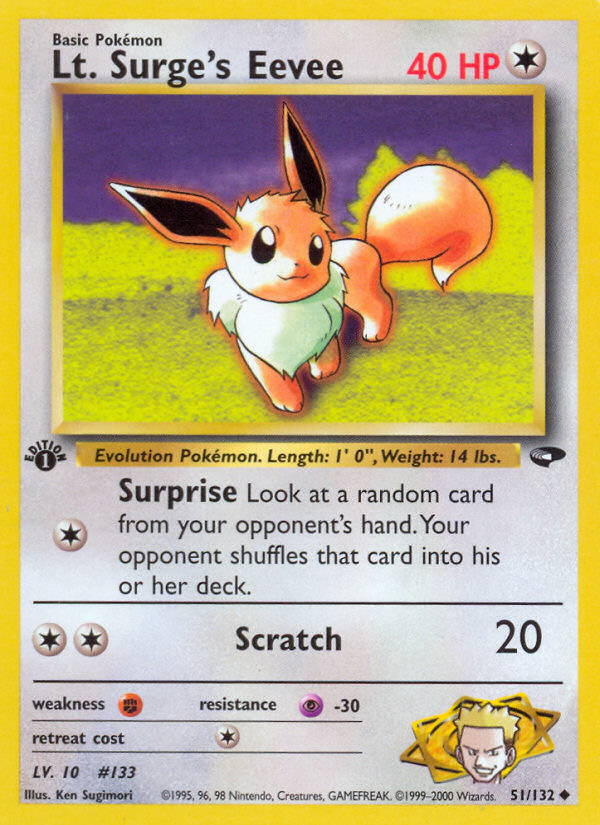 Basic Pokémon
Lt. Surge's Eevee 40 HP
EDITION
1
Evolution Pokémon. Length: 1' 0", Weight: 14 lbs.
Surprise Look at a random card
from your opponent's hand. Your
opponent shuffles that card into his
or her deck.
Scratch 20
weakness resistance -30
retreat cost
LV. 10 #133
Illus. Ken Sugimori ©1995, 96, 98 Nintendo, Creatures, GAMEFREAK. ©1999-2000 Wizards. 51/132